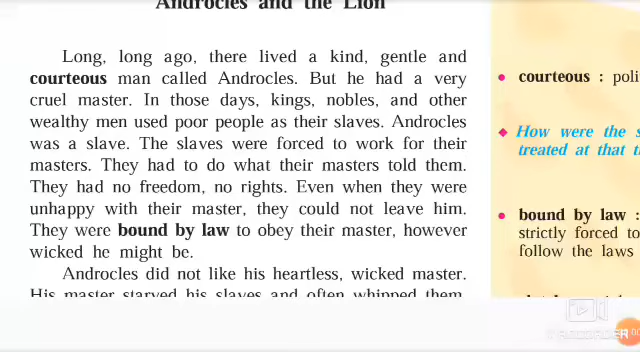 Androcles and the Lion
Long, long ago, there lived a kind, gentle and
courteous man called Androcles. But he had a very
cruel master. In those days, kings, nobles, and other
wealthy men used poor people as their slaves. Androcles
was a slave. The slaves were forced to work for their
masters. They had to do what their masters told them.
They had no freedom, no rights. Even when they were
unhappy with their master, they could not leave him.
They were bound by law to obey their master, however
wicked he might be.
Androcles did not like his heartless, wicked master.
His master starved his slaves and often whipped them.
• courteous : poli
◆ How were the s
treated at that t
• bound by law :
strictly forced to
follow the laws